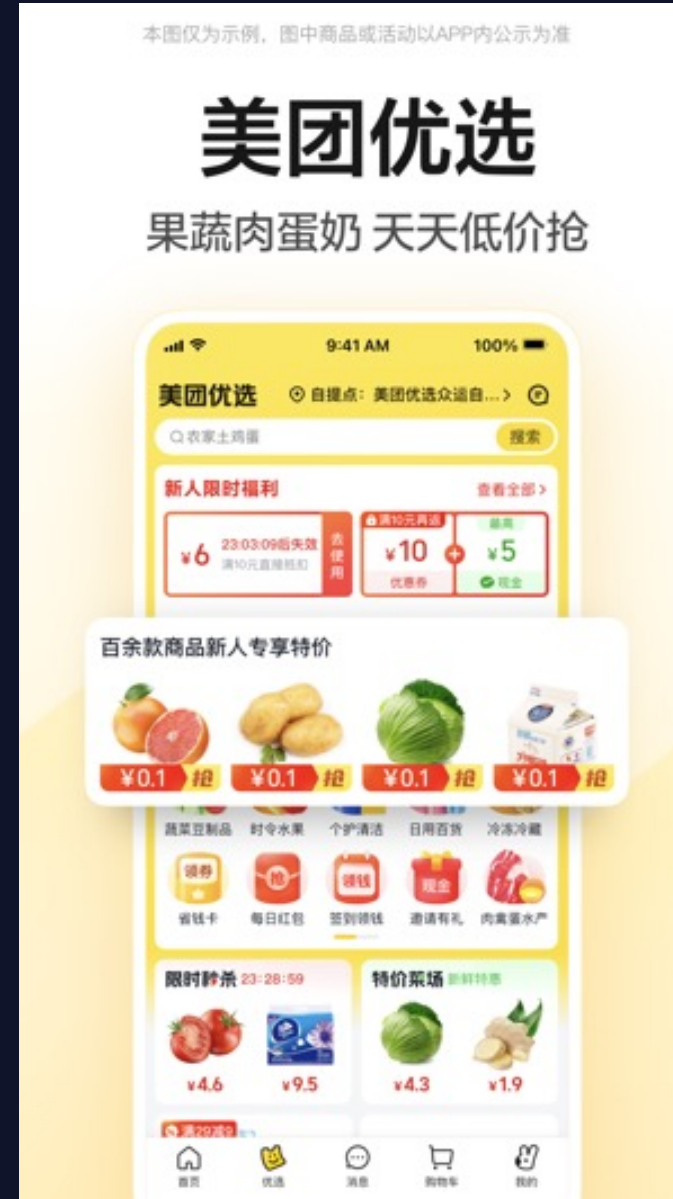 本图仅为示例，图中商品或活动以APP内公示为准
美团优选
果蔬肉蛋奶 天天低价抢
9:41 AM
100%
美团优选
自提点：美团优选众运自...>
农家土鸡蛋
搜索
新人限时福利
查看全部>
¥6
23:03:09后失效
满10元直接抵扣
去使用
满10元再返
¥10
优惠券
最高
¥5
现金
百余款商品新人专享特价
¥0.1 抢
¥0.1 抢
¥0.1 抢
¥0.1 抢
蔬菜豆制品
时令水果
个护清洁
日用百货
冷冻冷藏
领券
抢
领钱
现金
省钱卡
每日红包
签到领钱
邀请有礼
肉禽蛋水产
限时秒杀 23:28:59
特价菜场 新鲜特惠
¥4.6
¥9.5
¥4.3
¥1.9
满29减9
首页
优选
消息
购物车
我的